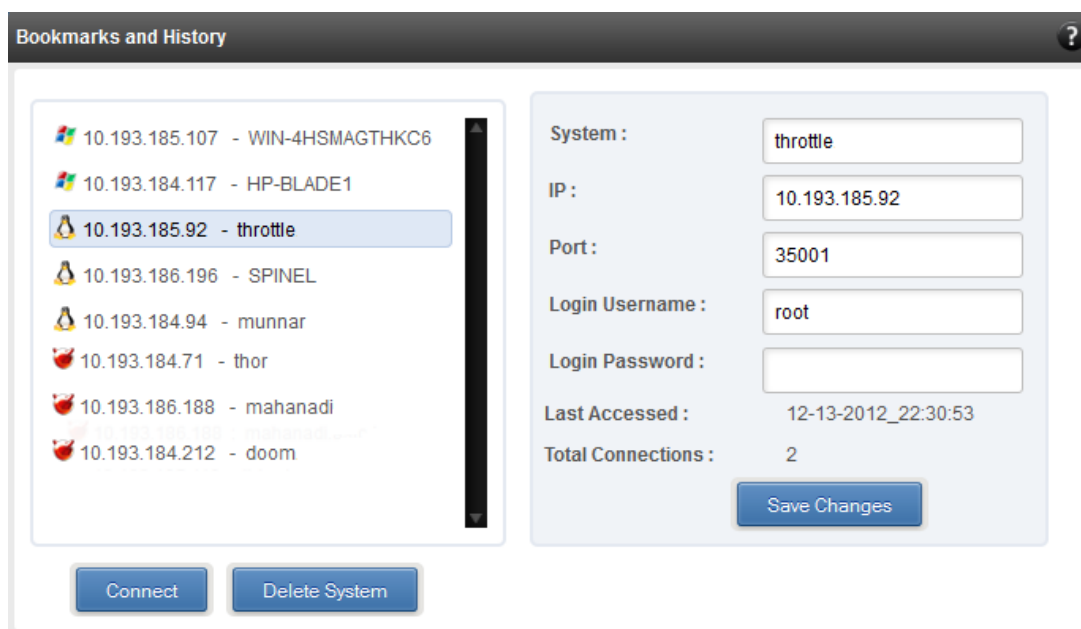 Bookmarks and History
?
10.193.185.107 - WIN-4HSMAGTHKC6
10.193.184.117 - HP-BLADE1
10.193.185.92 - throttle
10.193.186.196 - SPINEL
10.193.184.94 - munnar
10.193.184.71 - thor
10.193.186.188 - mahanadi
10.193.184.212 - doom
Connect
Delete System
System :
throttle
IP :
10.193.185.92
Port :
35001
Login Username :
root
Login Password :
Last Accessed :
12-13-2012_22:30:53
Total Connections :
2
Save Changes